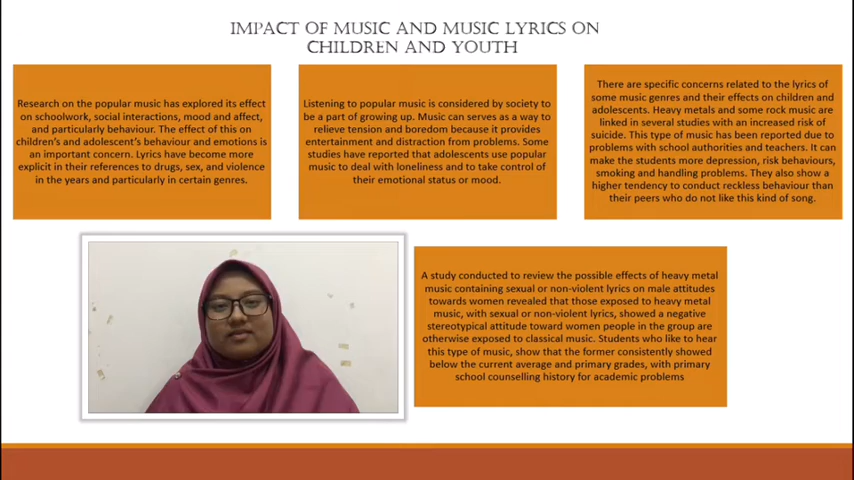 IMPACT OF MUSIC AND MUSIC LYRICS ON
CHILDREN AND YOUTH
Research on the popular music has explored its effect
on schoolwork, social interactions, mood and affect,
and particularly behaviour. The effect of this on
children's and adolescent's behaviour and emotions is
an important concern. Lyrics have become more
explicit in their references to drugs, sex, and violence
in the years and particularly in certain genres.
Listening to popular music is considered by society to
be a part of growing up. Music can serves as a way to
relieve tension and boredom because it provides
entertainment and distraction from problems. Some
studies have reported that adolescents use popular
music to deal with loneliness and to take control of
their emotional status or mood.
There are specific concerns related to the lyrics of
some music genres and their effects on children and
adolescents. Heavy metals and some rock music are
linked in several studies with an increased risk of
suicide. This type of music has been reported due to
problems with school authorities and teachers. It can
make the students more depression, risk behaviours,
smoking and handling problems. They also show a
higher tendency to conduct reckless behaviour than
their peers who do not like this kind of song.
A study conducted to review the possible effects of heavy metal
music containing sexual or non-violent lyrics on male attitudes
towards women revealed that those exposed to heavy metal
music, with sexual or non-violent lyrics, showed a negative
stereotypical attitude toward women people in the group are
otherwise exposed to classical music. Students who like to hear
this type of music, show that the former consistently showed
below the current average and primary grades, with primary
school counselling history for academic problems